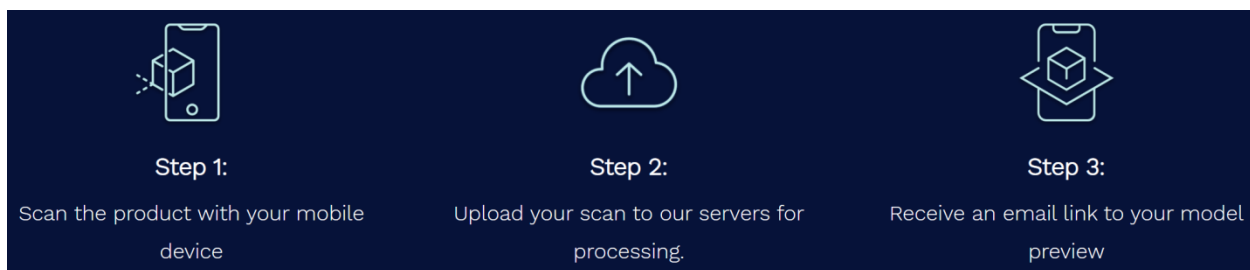 Step 1:
Scan the product with your mobile
device
Step 2:
Upload your scan to our servers for
processing.
Step 3:
Receive an email link to your model
preview